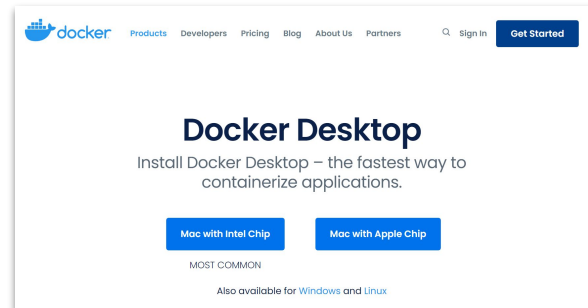 docker Products Developers Pricing Blog About Us Partners Sign In Get Started
Docker Desktop
Install Docker Desktop – the fastest way to
containerize applications.
Mac with Intel Chip Mac with Apple Chip
MOST COMMON
Also available for Windows and Linux